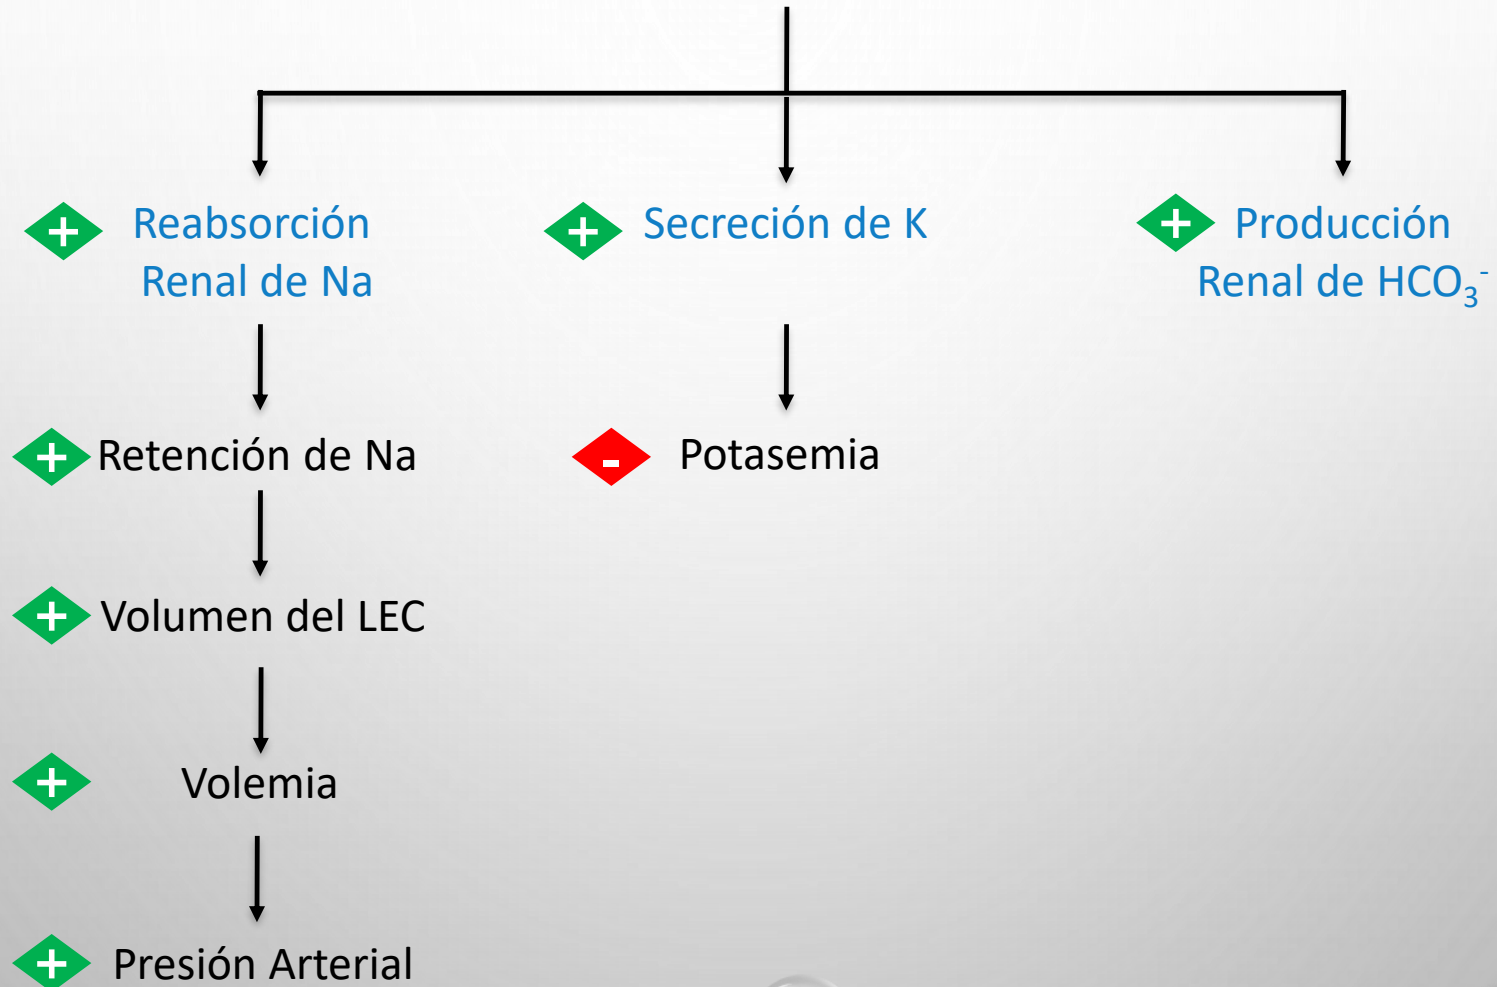 + Reabsorción
Renal de Na
+ Secreción de K
+ Producción
Renal de HCO₃⁻
+ Retención de Na
- Potasemia
+ Volumen del LEC
+ Volemia
+ Presión Arterial